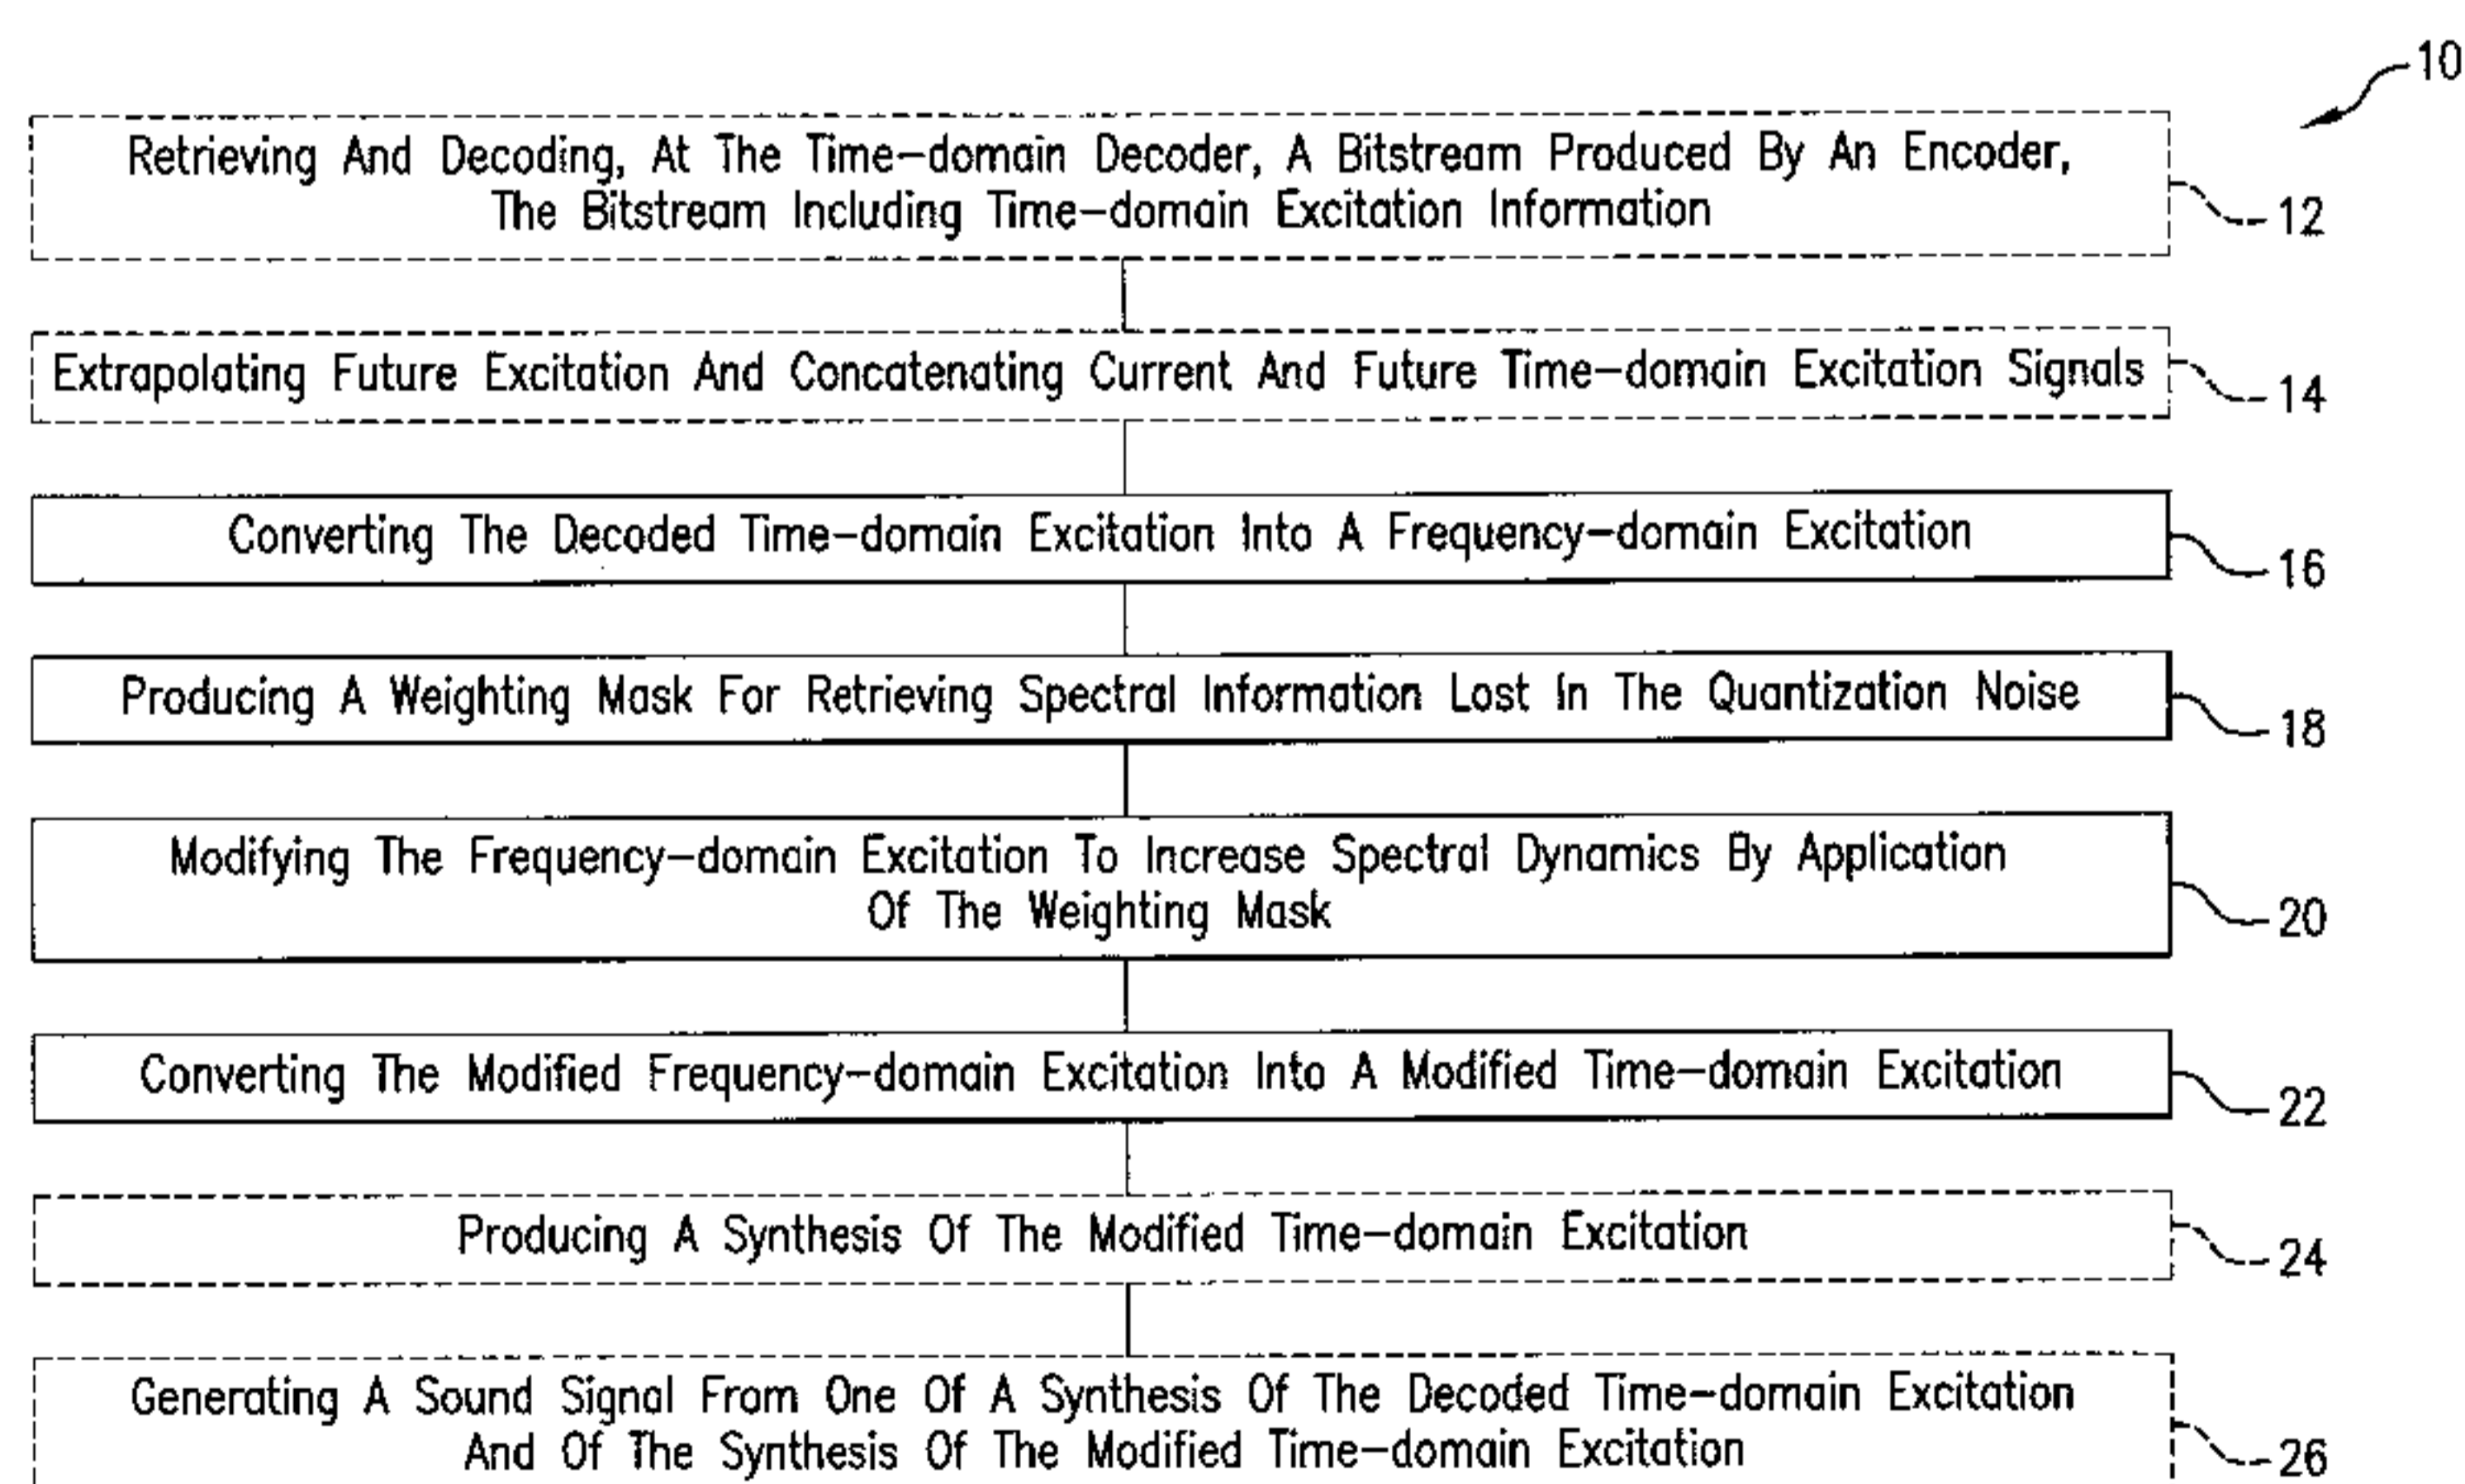 10
Retrieving And Decoding, At The Time-domain Decoder, A Bitstream Produced By An Encoder,
The Bitstream Including Time-domain Excitation Information
12
Extrapolating Future Excitation And Concatenating Current And Future Time-domain Excitation Signals
14
Converting The Decoded Time-domain Excitation Into A Frequency-domain Excitation
16
Producing A Weighting Mask For Retrieving Spectral Information Lost In The Quantization Noise
18
Modifying The Frequency-domain Excitation To Increase Spectral Dynamics By Application
Of The Weighting Mask
20
Converting The Modified Frequency-domain Excitation Into A Modified Time-domain Excitation
22
Producing A Synthesis Of The Modified Time-domain Excitation
24
Generating A Sound Signal From One Of A Synthesis Of The Decoded Time-domain Excitation
And Of The Synthesis Of The Modified Time-domain Excitation
26